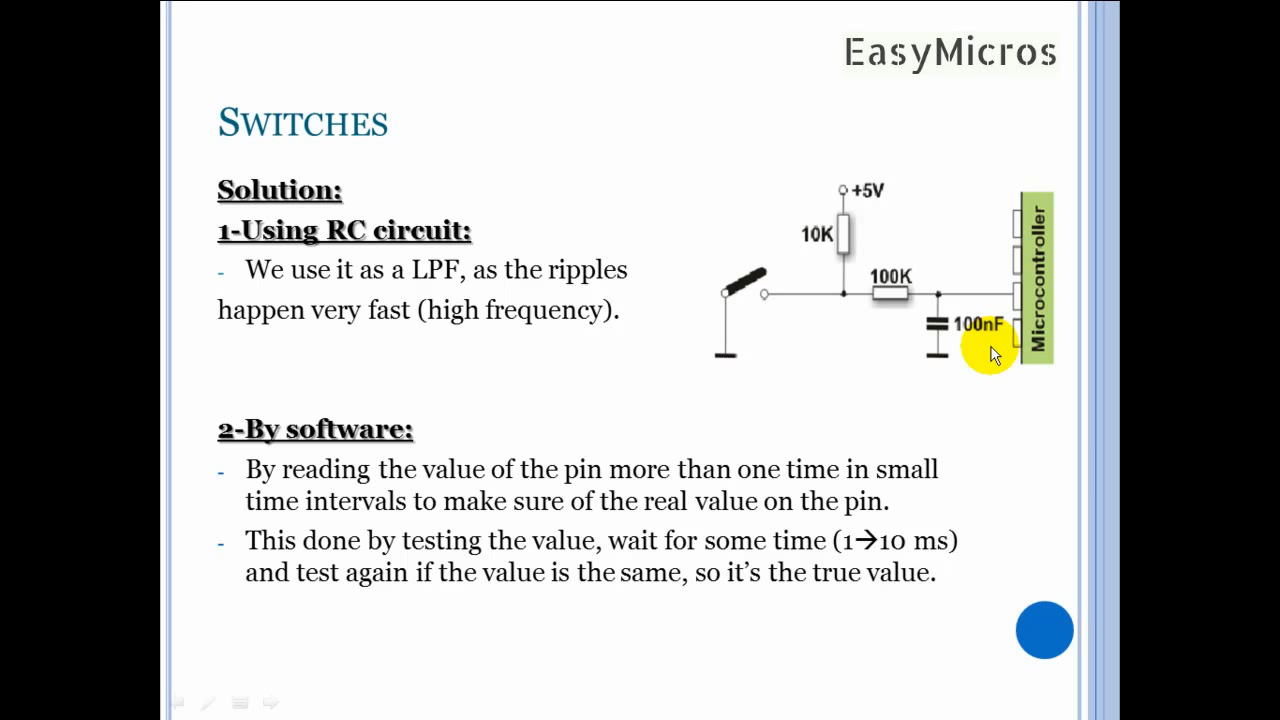 EasyMicros
SWITCHES
Solution:
1-Using RC circuit:
- We use it as a LPF, as the ripples
happen very fast (high frequency).
+5V
10K
100K
100nF
Microcontroller
2-By software:
- By reading the value of the pin more than one time in small
time intervals to make sure of the real value on the pin.
- This done by testing the value, wait for some time (1→10 ms)
and test again if the value is the same, so it's the true value.